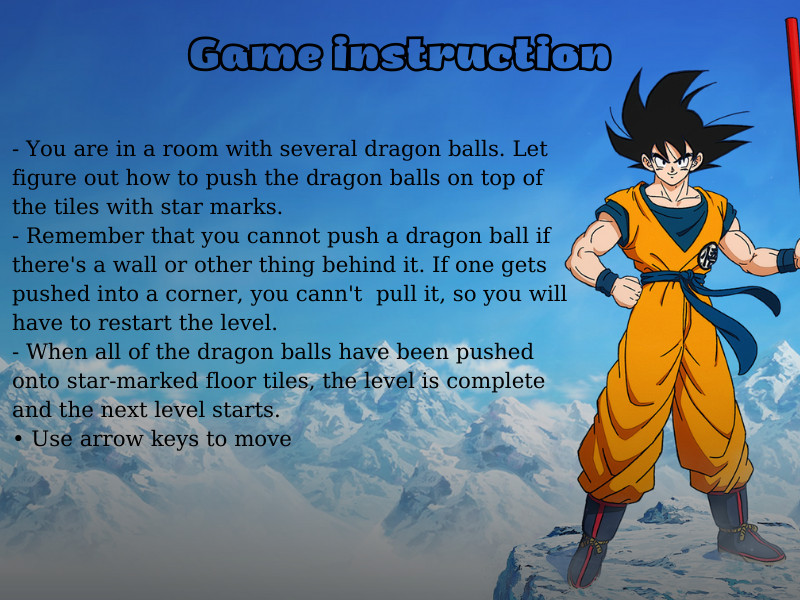 Game instruction
- You are in a room with several dragon balls. Let
figure out how to push the dragon balls on top of
the tiles with star marks.
- Remember that you cannot push a dragon ball if
there's a wall or other thing behind it. If one gets
pushed into a corner, you cann't  pull it, so you will
have to restart the level.
- When all of the dragon balls have been pushed
onto star-marked floor tiles, the level is complete
and the next level starts.
• Use arrow keys to move